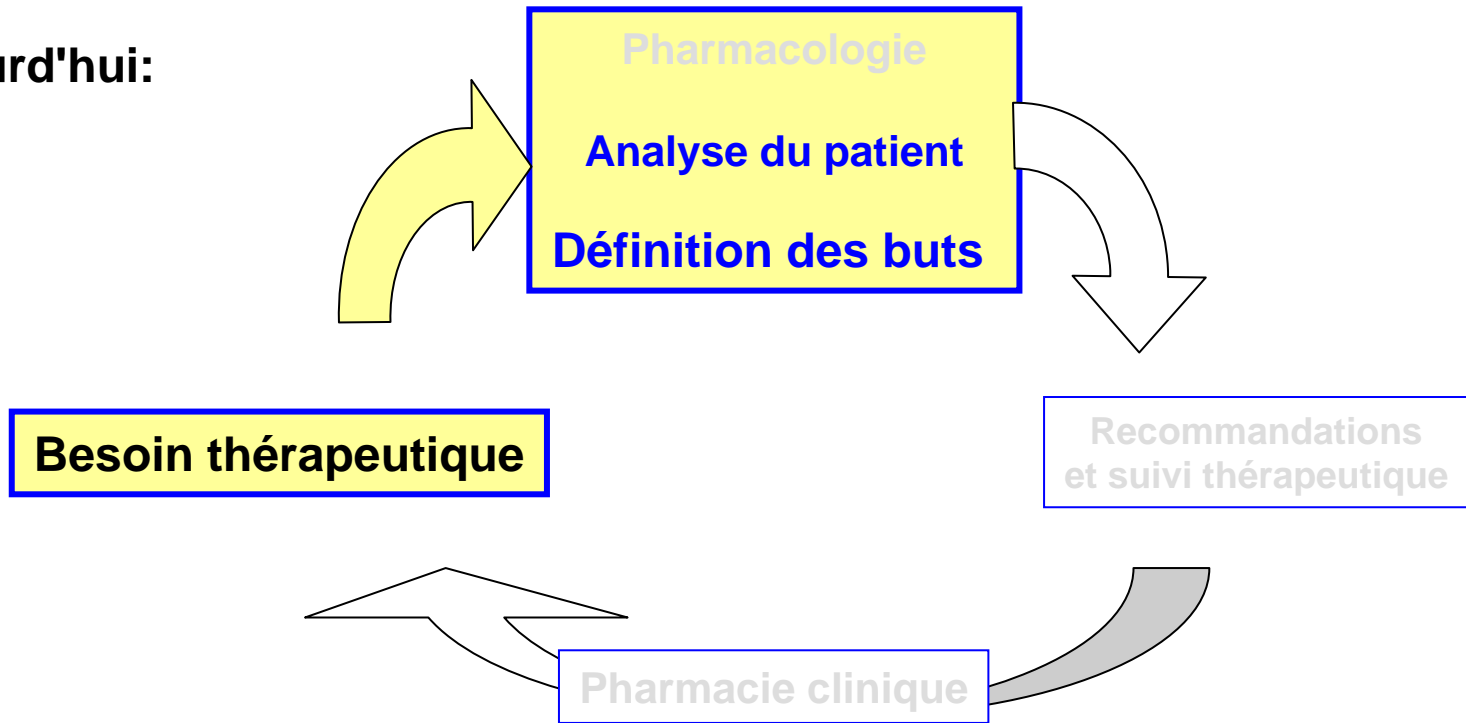 urd'hui:
Pharmacologie
Analyse du patient
Définition des buts
Besoin thérapeutique
Recommandations
et suivi thérapeutique
Pharmacie clinique